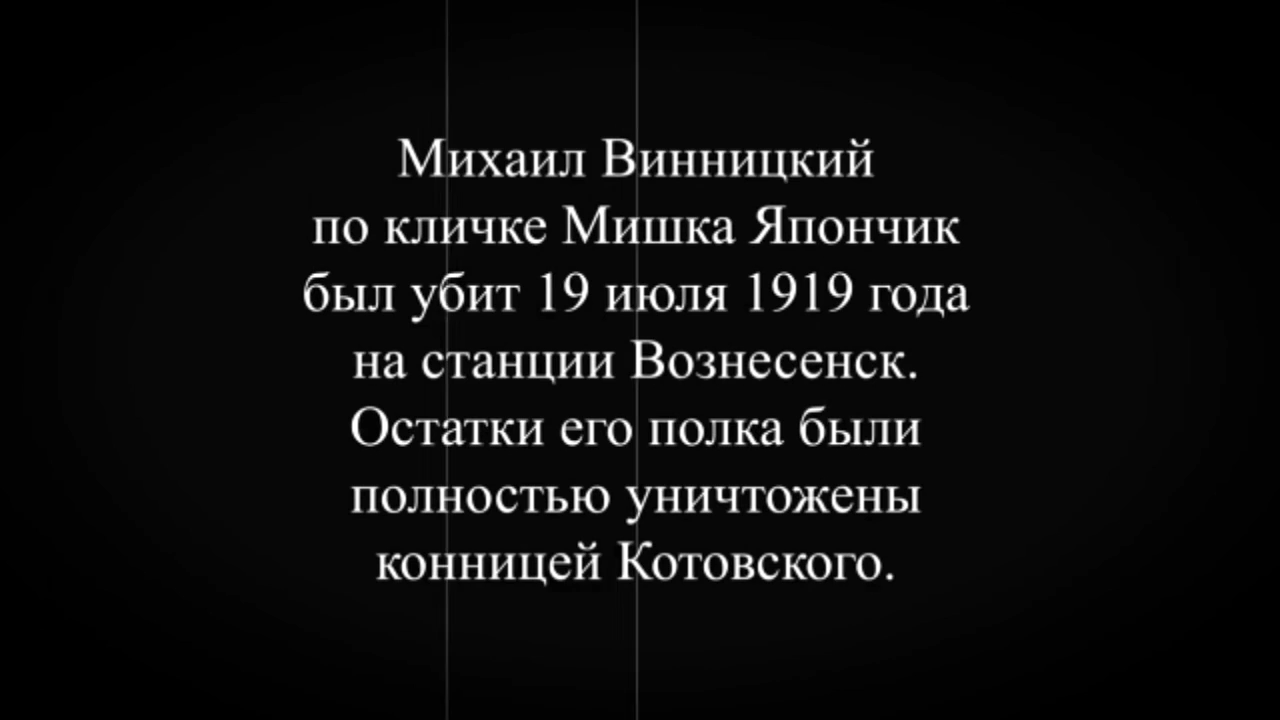 Михаил Винницкий
по кличке Мишка Япончик
был убит 19 июля 1919 года
на станции Вознесенск.
Остатки его полка были
полностью уничтожены
конницей Котовского.